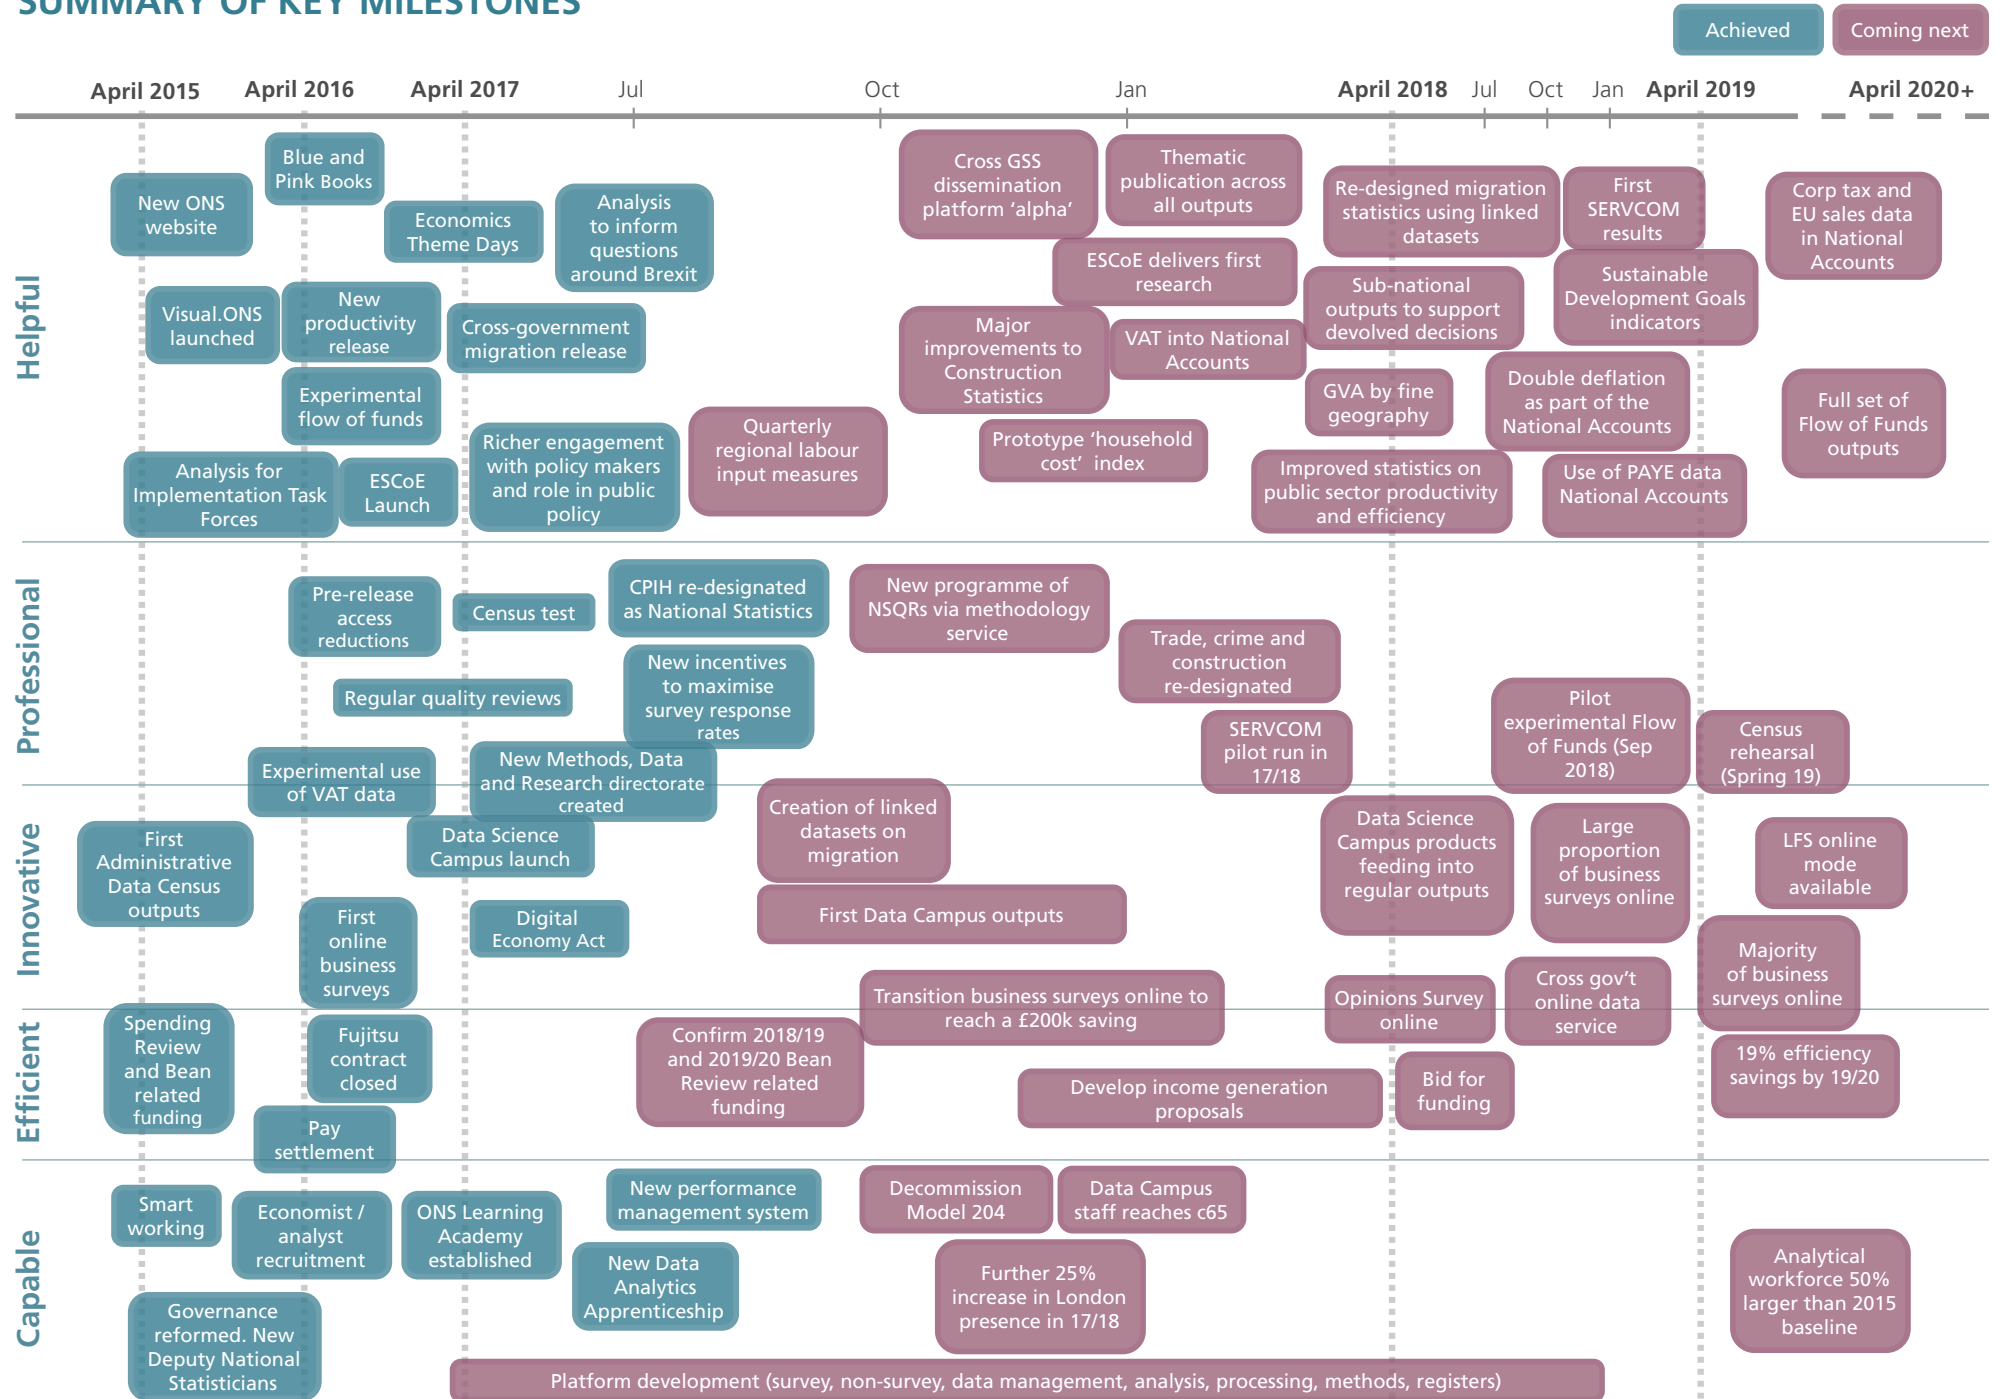 SUMMARY OF KEY MILESTONES
Achieved
Coming next
April 2015
April 2016
April 2017
Jul
Oct
Jan
April 2018
Jul
Oct
Jan
April 2019
April 2020+
Helpful
New ONS
website
Blue and
Pink Books
Economics
Theme Days
Analysis
to inform
questions
around Brexit
Visual.ONS
launched
New
productivity
release
Cross-government
migration release
Experimental
flow of funds
Analysis for
Implementation Task
Forces
ESCoE
Launch
Richer engagement
with policy makers
and role in public
policy
Quarterly
regional labour
input measures
Cross GSS
dissemination
platform ‘alpha’
Thematic
publication across
all outputs
ESCoE delivers first
research
Major
improvements to
Construction
Statistics
VAT into National
Accounts
Prototype ‘household
cost’ index
Re-designed migration
statistics using linked
datasets
First
SERVCOM
results
Corp tax and
EU sales data
in National
Accounts
Sub-national
outputs to support
devolved decisions
Sustainable
Development Goals
indicators
GVA by fine
geography
Double deflation
as part of the
National Accounts
Full set of
Flow of Funds
outputs
Improved statistics on
public sector productivity
and efficiency
Use of PAYE data
National Accounts
Professional
Pre-release
access
reductions
Census test
CPIH re-designated
as National Statistics
Regular quality reviews
New incentives
to maximise
survey response
rates
Experimental use
of VAT data
New Methods, Data
and Research directorate
created
New programme of
NSQRs via methodology
service
Trade, crime and
construction
re-designated
SERVCOM
pilot run in
17/18
Pilot
experimental Flow
of Funds (Sep
2018)
Census
rehearsal
(Spring 19)
Innovative
First
Administrative
Data Census
outputs
Data Science
Campus launch
First
online
business
surveys
Digital
Economy Act
Creation of linked
datasets on
migration
First Data Campus outputs
Transition business surveys online to
reach a £200k saving
Data Science
Campus products
feeding into
regular outputs
Large
proportion
of business
surveys online
LFS online
mode
available
Opinions Survey
online
Cross gov’t
online data
service
Majority
of business
surveys online
Efficient
Spending
Review
and Bean
related
funding
Fujitsu
contract
closed
Pay
settlement
Confirm 2018/19
and 2019/20 Bean
Review related
funding
Develop income generation
proposals
Bid for
funding
19% efficiency
savings by 19/20
Capable
Smart
working
Economist /
analyst
recruitment
ONS Learning
Academy
established
New performance
management system
New Data
Analytics
Apprenticeship
Governance
reformed. New
Deputy National
Statisticians
Decommission
Model 204
Data Campus
staff reaches c65
Further 25%
increase in London
presence in 17/18
Analytical
workforce 50%
larger than 2015
baseline
Platform development (survey, non-survey, data management, analysis, processing, methods, registers)